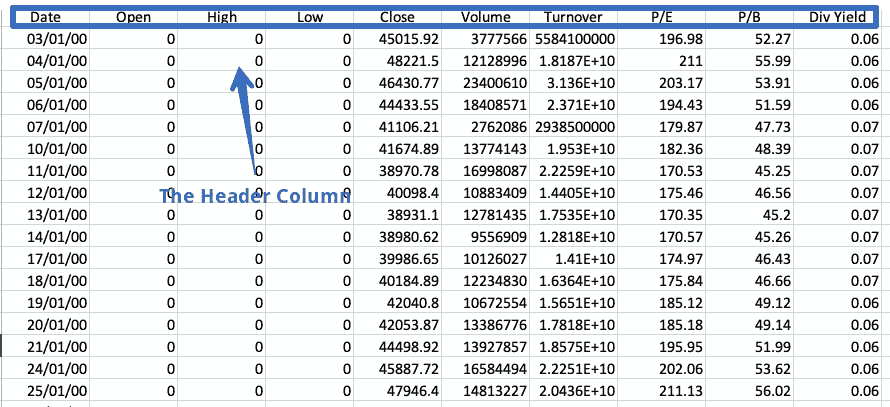 Date Open High Low Close Volume Turnover P/E P/B Div Yield
03/01/00 0 0 0 45015.92 3777566 5584100000 196.98 52.27 0.06
04/01/00 0 0 0 48221.5 12128996 1.8187E+10 211 55.99 0.06
05/01/00 0 0 0 46430.77 23400610 3.136E+10 203.17 53.91 0.06
06/01/00 0 0 0 44433.55 18408571 2.371E+10 194.43 51.59 0.06
07/01/00 0 0 0 41106.21 2762086 2938500000 179.87 47.73 0.07
10/01/00 0 0 0 41674.89 13774143 1.953E+10 182.36 48.39 0.07
11/01/00 0 0 0 38970.78 16998087 2.2259E+10 170.53 45.25 0.07
12/01/00 0 0 0 40098.4 10883409 1.4405E+10 175.46 46.56 0.07
The Header Column
13/01/00 0 0 0 38931.1 12781435 1.7535E+10 170.35 45.2 0.07
14/01/00 0 0 0 38980.62 9556909 1.2818E+10 170.57 45.26 0.07
17/01/00 0 0 0 39986.65 10126027 1.41E+10 174.97 46.43 0.07
18/01/00 0 0 0 40184.89 12234830 1.6364E+10 175.84 46.66 0.07
19/01/00 0 0 0 42040.8 10672554 1.5651E+10 185.12 49.12 0.06
20/01/00 0 0 0 42053.87 13386776 1.7818E+10 185.18 49.14 0.06
21/01/00 0 0 0 44498.92 13927857 1.8575E+10 195.95 51.99 0.06
24/01/00 0 0 0 45887.72 16584494 2.2251E+10 202.06 53.62 0.06
25/01/00 0 0 0 47946.4 14813227 2.0436E+10 211.13 56.02 0.06